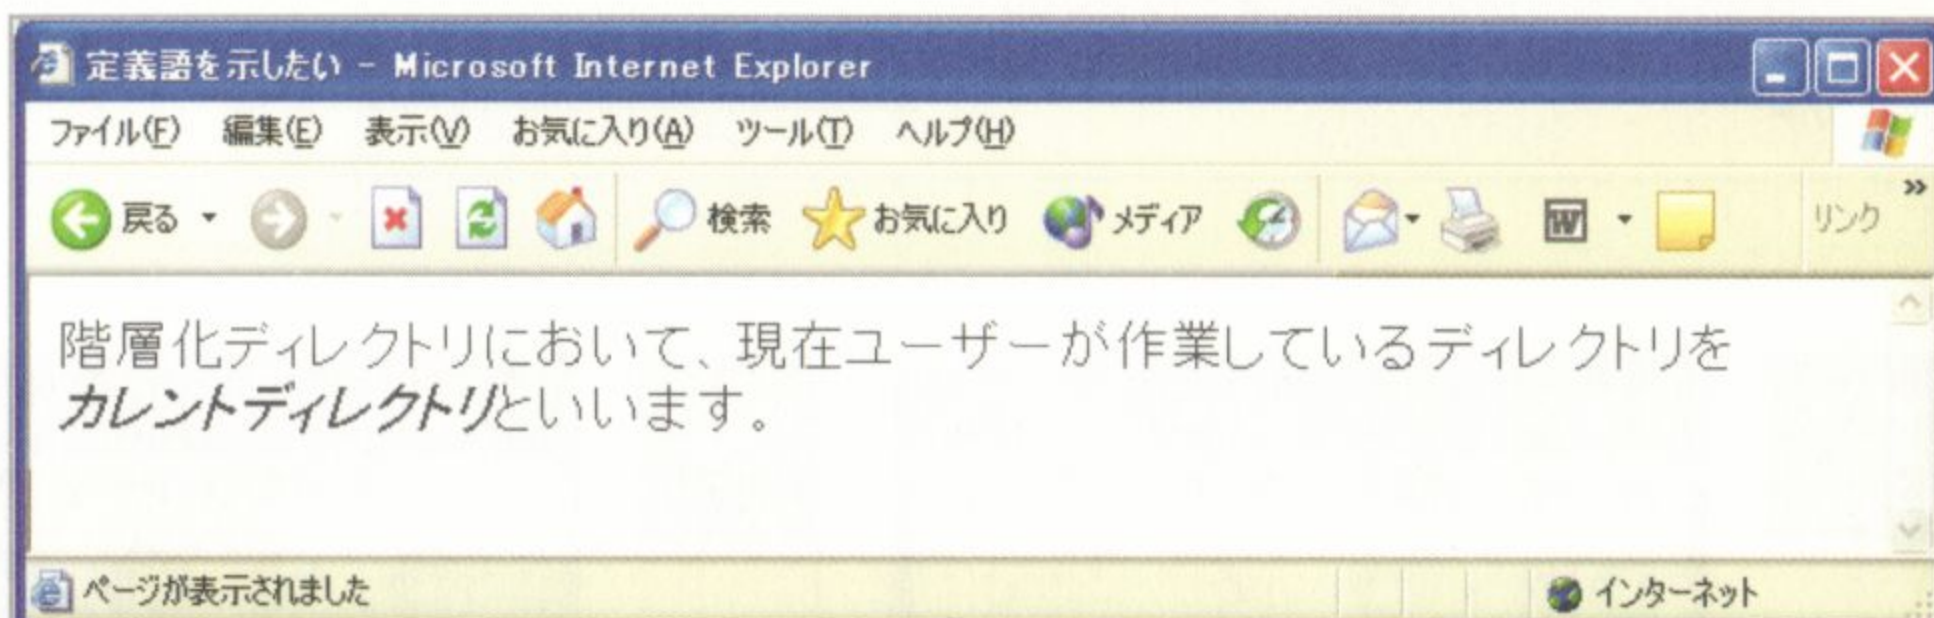 定義語を示したい - Microsoft Internet Explorer
ファイル(F) 編集(E) 表示(V) お気に入り(A) ツール(T) ヘルプ(H)
戻る 検索 お気に入り メディア W リンク »
階層化ディレクトリにおいて、現在ユーザーが作業しているディレクトリを
カレントディレクトリといいます。
ページが表示されました インターネット